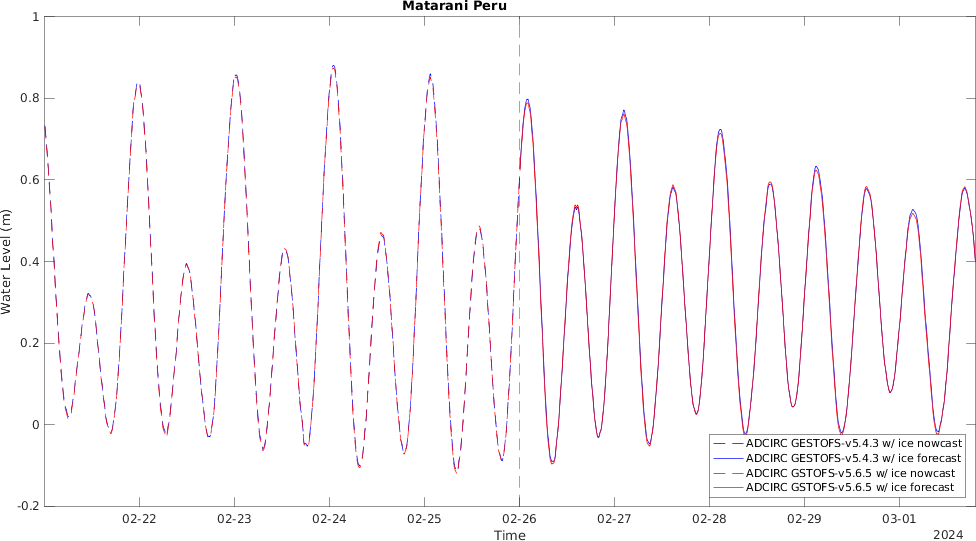 Matarani Peru
1
0.8
0.6
0.4
0.2
0
-0.2
Water Level (m)
ADCIRC GESTOFS-v5.4.3 w/ ice nowcast
ADCIRC GESTOFS-v5.4.3 w/ ice forecast
ADCIRC GSTOFS-v5.6.5 w/ ice nowcast
ADCIRC GSTOFS-v5.6.5 w/ ice forecast
02-22 02-23 02-24 02-25 02-26 02-27 02-28 02-29 03-01
Time
2024